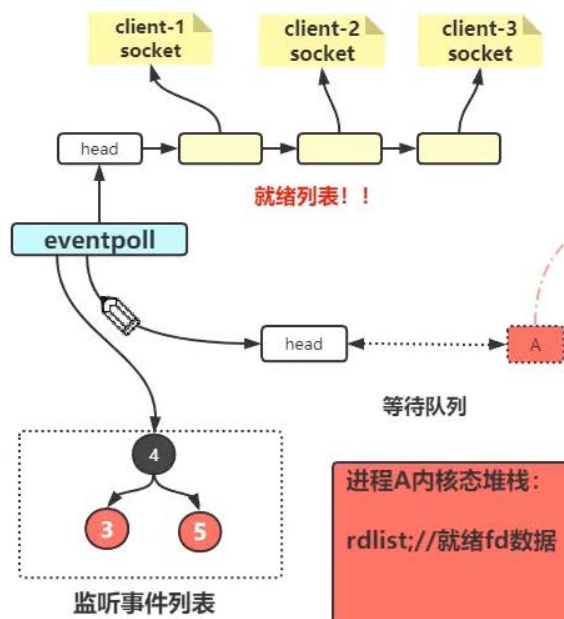 client-1
socket
client-2
socket
client-3
socket
head
就绪列表！！
eventpoll
head
A
等待队列
4
3
5
监听事件列表
进程A内核态堆栈：
rdlist;//就绪fd数据